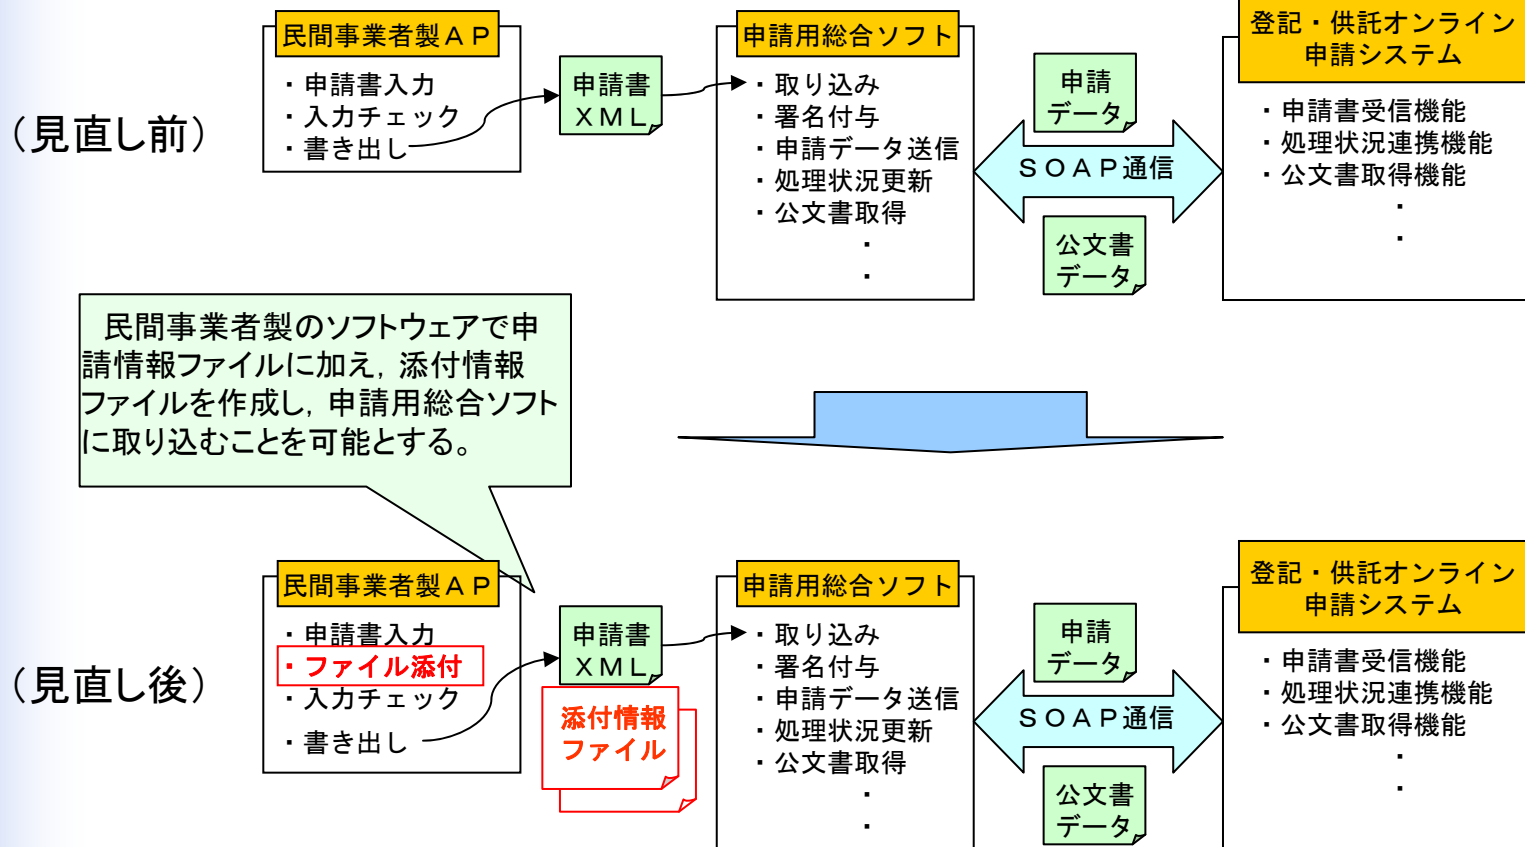 （見直し前）
民間事業者製ＡＰ
・申請書入力
・入力チェック
・書き出し
申請書
ＸＭＬ
申請用総合ソフト
・取り込み
・署名付与
・申請データ送信
・処理状況更新
・公文書取得
・
・
申請
データ
ＳＯＡＰ通信
公文書
データ
登記・供託オンライン
申請システム
・申請書受信機能
・処理状況連携機能
・公文書取得機能
・
・
民間事業者製のソフトウェアで申
請情報ファイルに加え，添付情報
ファイルを作成し，申請用総合ソフト
に取り込むことを可能とする。
（見直し後）
民間事業者製ＡＰ
・申請書入力
・ファイル添付
・入力チェック
・書き出し
申請書
ＸＭＬ
添付情報
ファイル
申請用総合ソフト
・取り込み
・署名付与
・申請データ送信
・処理状況更新
・公文書取得
・
・
申請
データ
ＳＯＡＰ通信
公文書
データ
登記・供託オンライン
申請システム
・申請書受信機能
・処理状況連携機能
・公文書取得機能
・
・